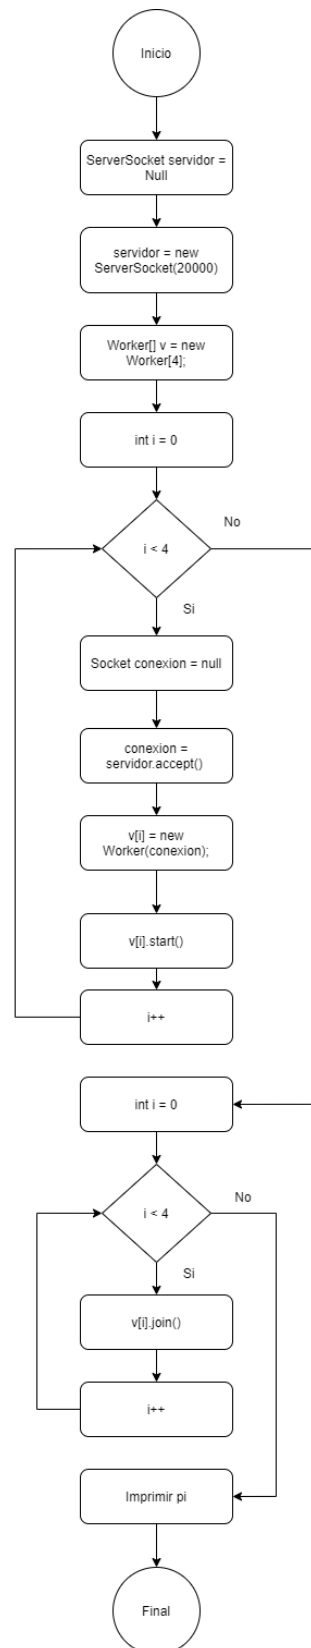 Inicio
ServerSocket servidor =
Null
servidor = new
ServerSocket(20000)
Worker[] v = new
Worker[4];
int i = 0
No
i < 4
Si
Socket conexion = null
conexion =
servidor.accept()
v[i] = new
Worker(conexion);
v[i].start()
i++
int i = 0
No
i < 4
Si
v[i].join()
i++
Imprimir pi
Final